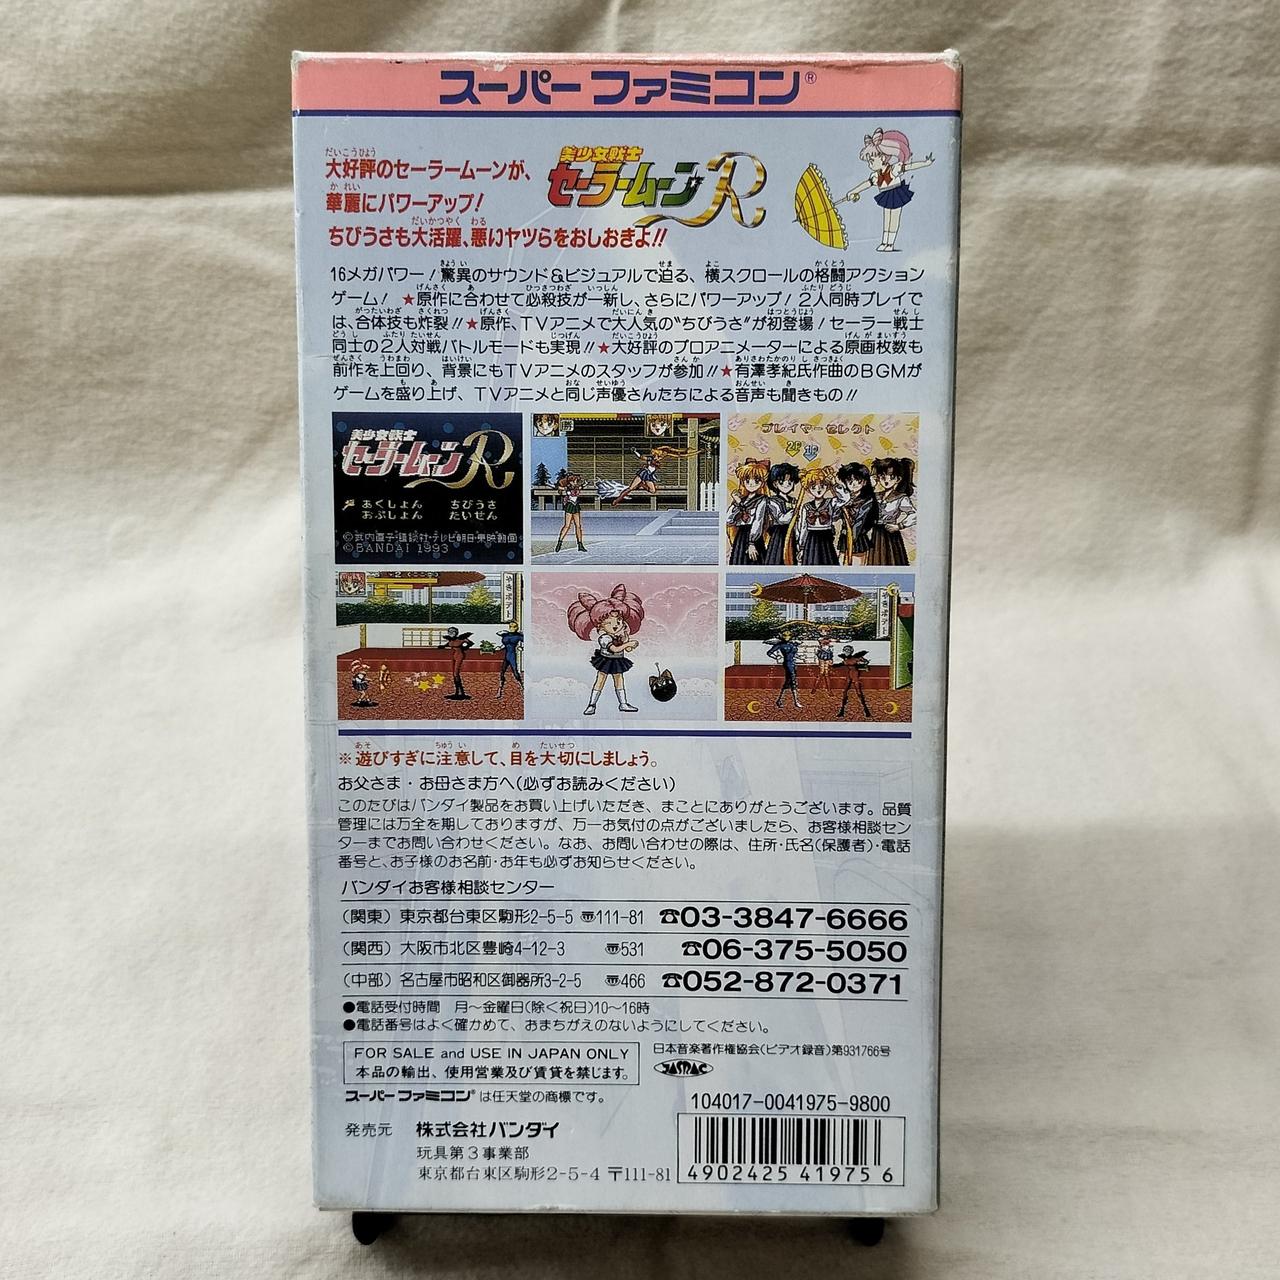 スーパーファミコン®
大好評のセーラームーンが、
華麗にパワーアップ!
ちびうさも大活躍、悪いヤツらをおしおきよ!!
美少女戦士
セーラームーンR
16メガパワー!驚異のサウンド&ビジュアルで迫る、横スクロールの格闘アクション
ゲーム! ★原作に合わせて必殺技が一新し、さらにパワーアップ!2人同時プレイで
は、合体技も炸裂!!★原作、TVアニメで大人気の"ちびうさ"が初登場!セーラー戦士
同士の2人対戦バトルモードも実現!!★大好評のプロアニメーターによる原画枚数も
前作を上回り、背景にもTVアニメのスタッフが参加!!★有澤孝紀氏作曲のBGMが
ゲームを盛り上げ、TVアニメと同じ声優さんたちによる音声も聞きもの!!
美少女戦士
セーラームーンR
あくしょん ちびうさ
おぷしょん たいせん
©武内直子・講談社・テレビ朝日・東映動画
©BANDAI 1993
勝
プレイヤーセレクト
2P 1P
やきポテト
やきポテト
※遊びすぎに注意して、目を大切にしましょう。
お父さま・お母さま方へ(必ずお読みください)
このたびはバンダイ製品をお買い上げいただき、まことにありがとうございます。品質
管理には万全を期しておりますが、万一お気付の点がございましたら、お客様相談セン
ターまでお問い合わせください。なお、お問い合わせの際は、住所・氏名(保護者)・電話
番号と、お子様のお名前・お年も必ずお知らせください。
バンダイお客様相談センター
(関東) 東京都台東区駒形2-5-5 〠111-81 ☎03-3847-6666
(関西) 大阪市北区豊崎4-12-3 〠531 ☎06-375-5050
(中部) 名古屋市昭和区御器所3-2-5 〠466 ☎052-872-0371
●電話受付時間 月〜金曜日(除く祝日)10〜16時
●電話番号はよく確かめて、おまちがえのないようにしてください。
FOR SALE and USE IN JAPAN ONLY
本品の輸出、使用営業及び賃貸を禁じます。
日本音楽著作権協会(ビデオ録音)第931766号
JASRAC
スーパーファミコン®は任天堂の商標です。
104017-0041975-9800
発売元 株式会社バンダイ
玩具第3事業部
東京都台東区駒形2-5-4 〒111-81
4902425 419756